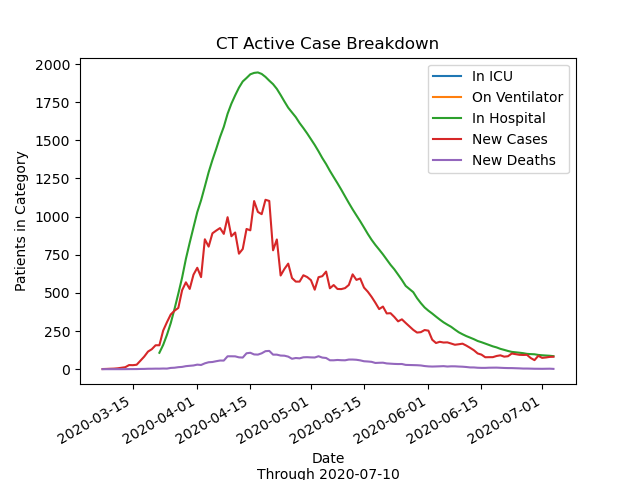 CT Active Case Breakdown
2000
1750
1500
1250
1000
750
500
250
0
Patients in Category
In ICU
On Ventilator
In Hospital
New Cases
New Deaths
2020-03-15
2020-04-01
2020-04-15
2020-05-01
2020-05-15
2020-06-01
2020-06-15
2020-07-01
Date
Through 2020-07-10